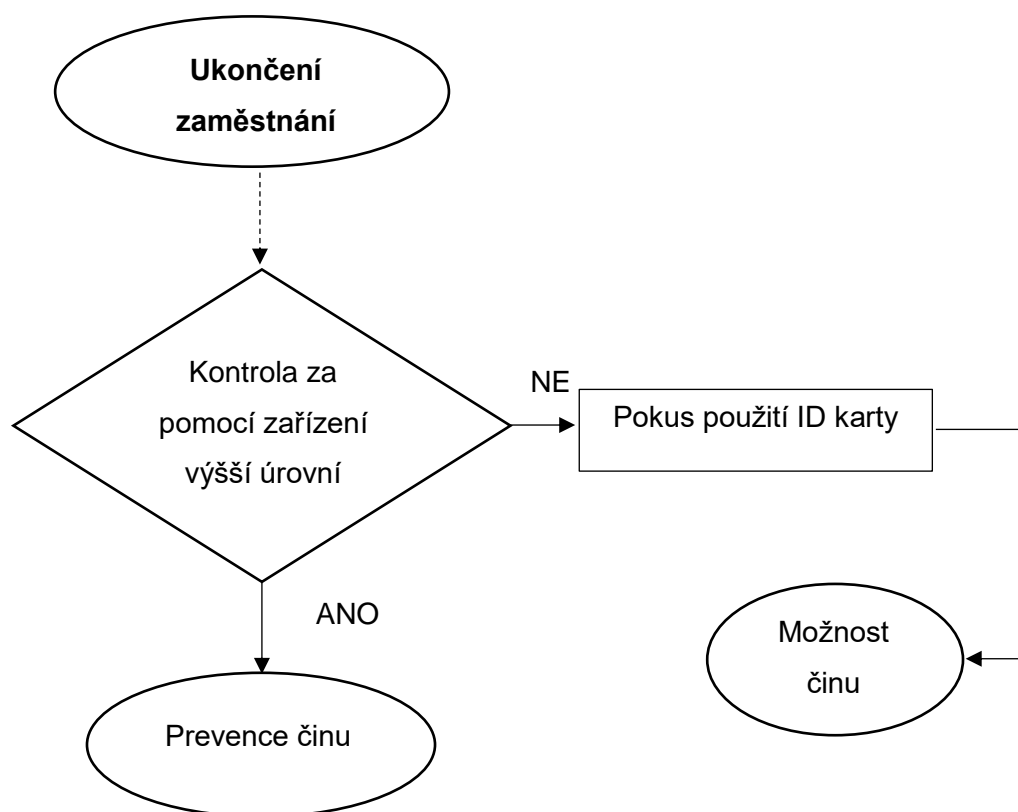 Ukončení
zaměstnání
Kontrola za
pomocí zařízení
výšší úrovní
NE
Pokus použití ID karty
ANO
Možnost
činu
Prevence činu